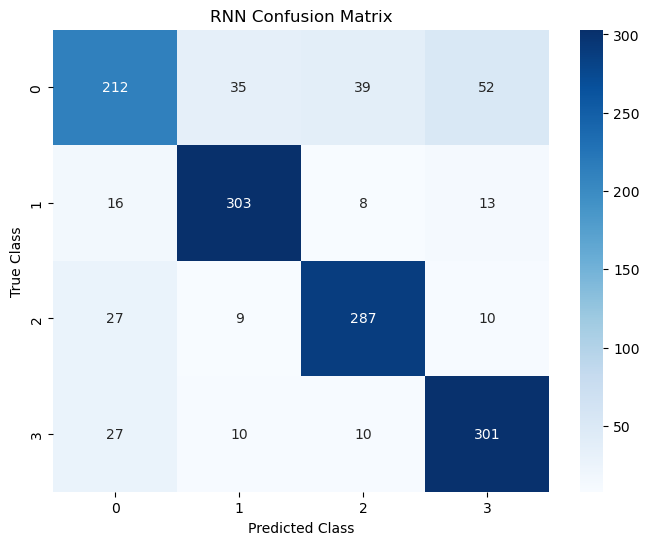 RNN Confusion Matrix
0 212 35 39 52
1 16 303 8 13
2 27 9 287 10
3 27 10 10 301
0 1 2 3
True Class
Predicted Class
300
250
200
150
100
50